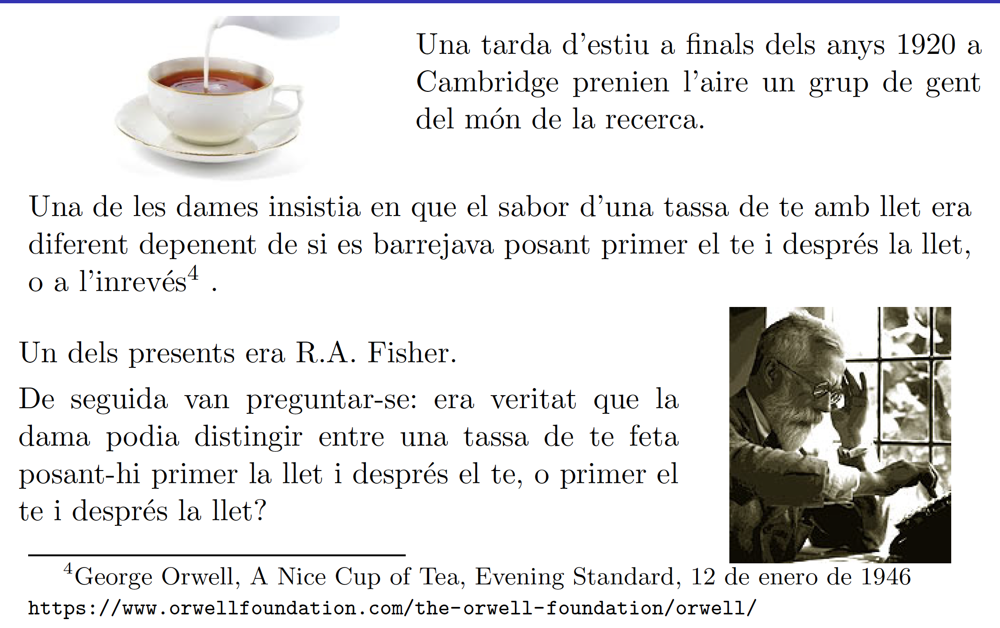 Una tarda d'estiu a finals dels anys 1920 a
Cambridge prenien l'aire un grup de gent
del món de la recerca.
Una de les dames insistia en que el sabor d'una tassa de te amb llet era
diferent depenent de si es barrejava posant primer el te i després la llet,
o a l'inrevés⁴ .
Un dels presents era R.A. Fisher.
De seguida van preguntar-se: era veritat que la
dama podia distingir entre una tassa de te feta
posant-hi primer la llet i després el te, o primer el
te i després la llet?
⁴George Orwell, A Nice Cup of Tea, Evening Standard, 12 de enero de 1946
https://www.orwellfoundation.com/the-orwell-foundation/orwell/